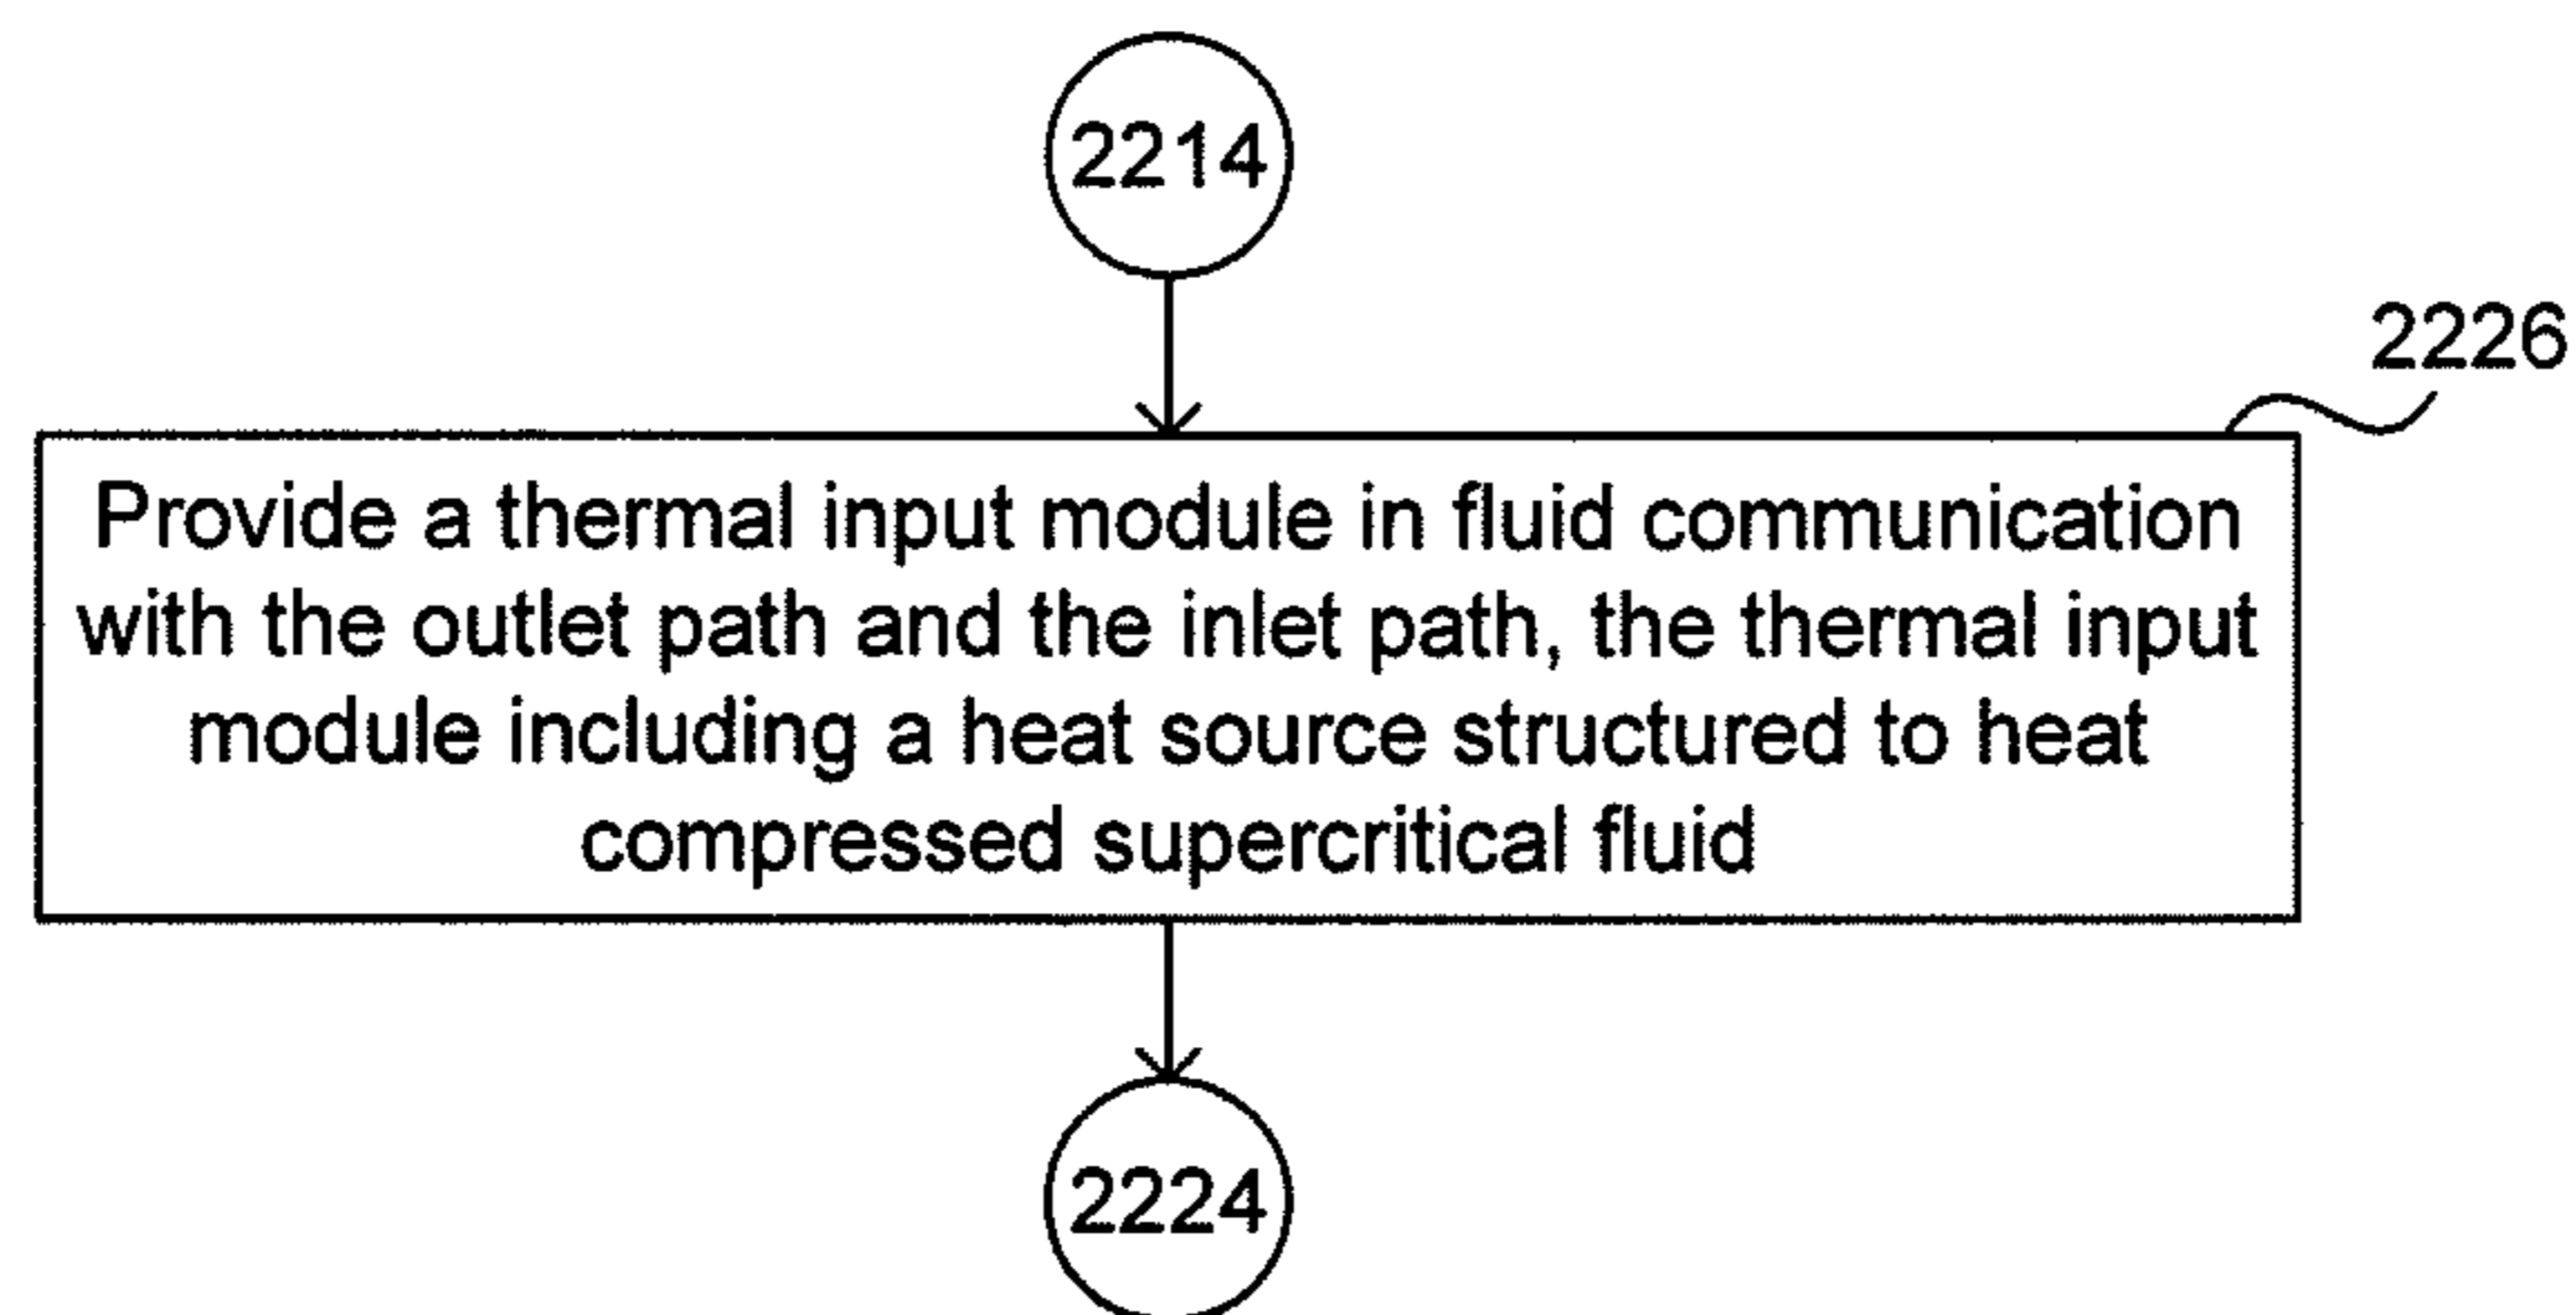 2214
2226
Provide a thermal input module in fluid communication
with the outlet path and the inlet path, the thermal input
module including a heat source structured to heat
compressed supercritical fluid
2224